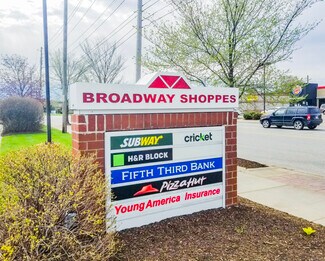 BROADWAY SHOPPES
SUBWAY cricket
H&R BLOCK
FIFTH THIRD BANK
Pizza Hut
YOUNG AMERICA INSURANCE